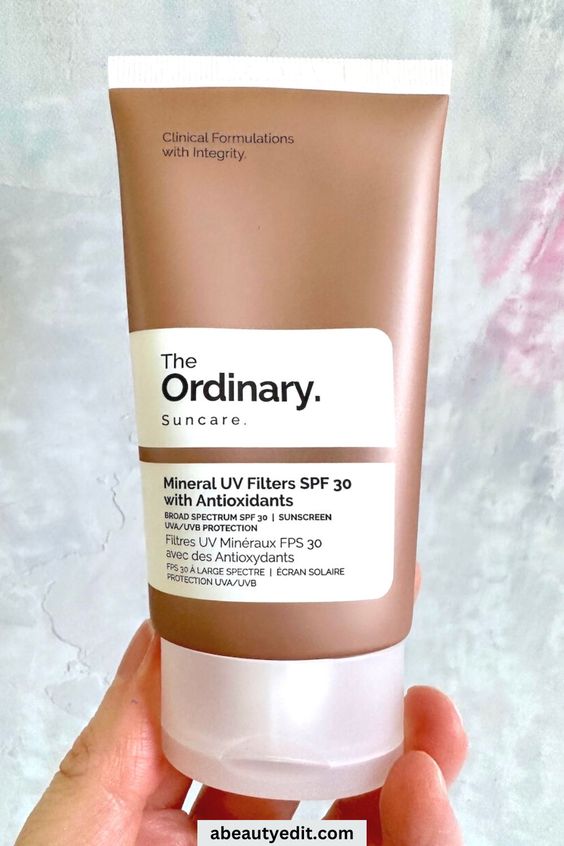 Clinical Formulations
with Integrity.
The
Ordinary.
Suncare.
Mineral UV Filters SPF 30
with Antioxidants
BROAD SPECTRUM SPF 30 | SUNSCREEN
UVA/UVB PROTECTION
Filtres UV Minéraux FPS 30
avec des Antioxydants
FPS 30 À LARGE SPECTRE | ÉCRAN SOLAIRE
PROTECTION UVA/UVB
abeautyedit.com